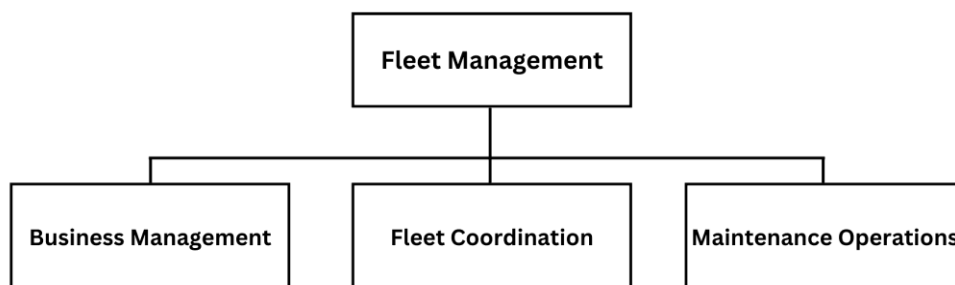 Fleet Management
Business Management
Fleet Coordination
Maintenance Operations